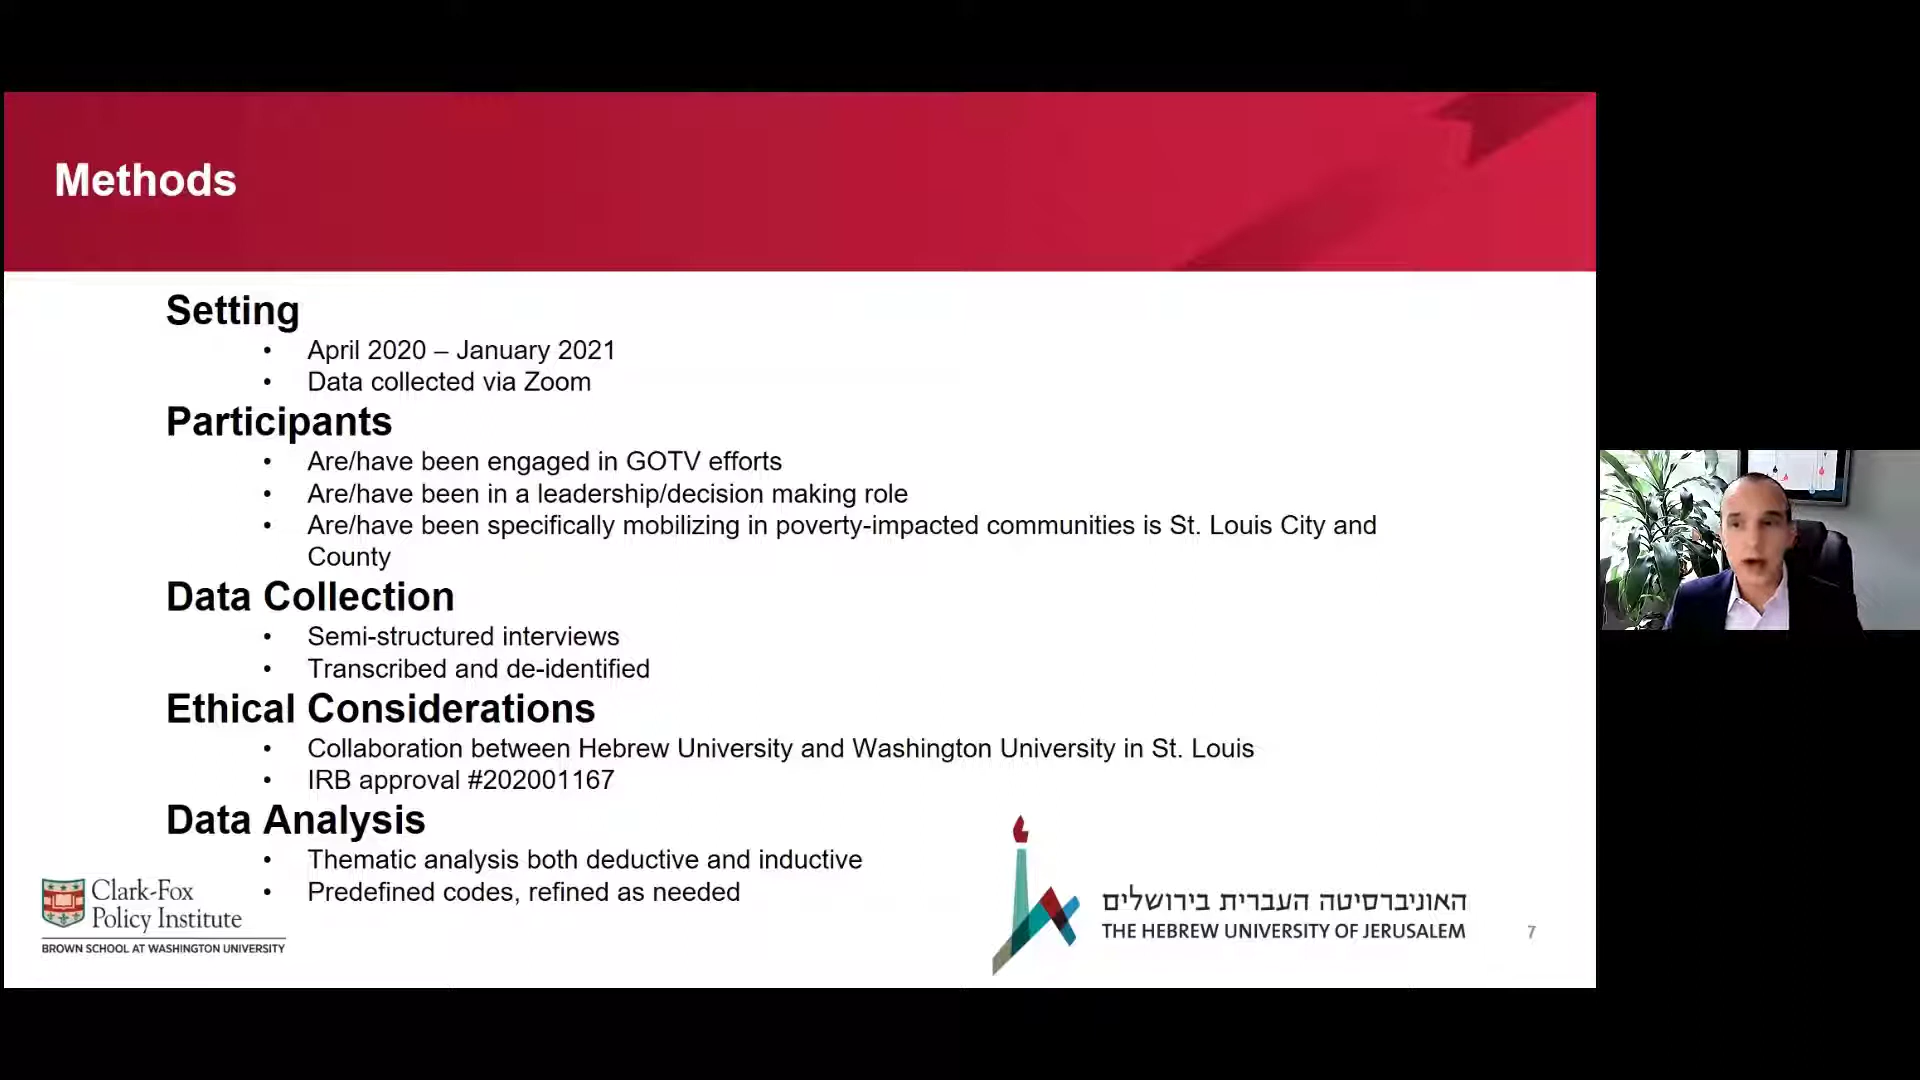 Methods
Setting
• April 2020 – January 2021
• Data collected via Zoom
Participants
• Are/have been engaged in GOTV efforts
• Are/have been in a leadership/decision making role
• Are/have been specifically mobilizing in poverty-impacted communities is St. Louis City and
County
Data Collection
• Semi-structured interviews
• Transcribed and de-identified
Ethical Considerations
• Collaboration between Hebrew University and Washington University in St. Louis
• IRB approval #202001167
Data Analysis
• Thematic analysis both deductive and inductive
• Predefined codes, refined as needed
Clark-Fox
Policy Institute
BROWN SCHOOL AT WASHINGTON UNIVERSITY
האוניברסיטה העברית בירושלים
THE HEBREW UNIVERSITY OF JERUSALEM
7